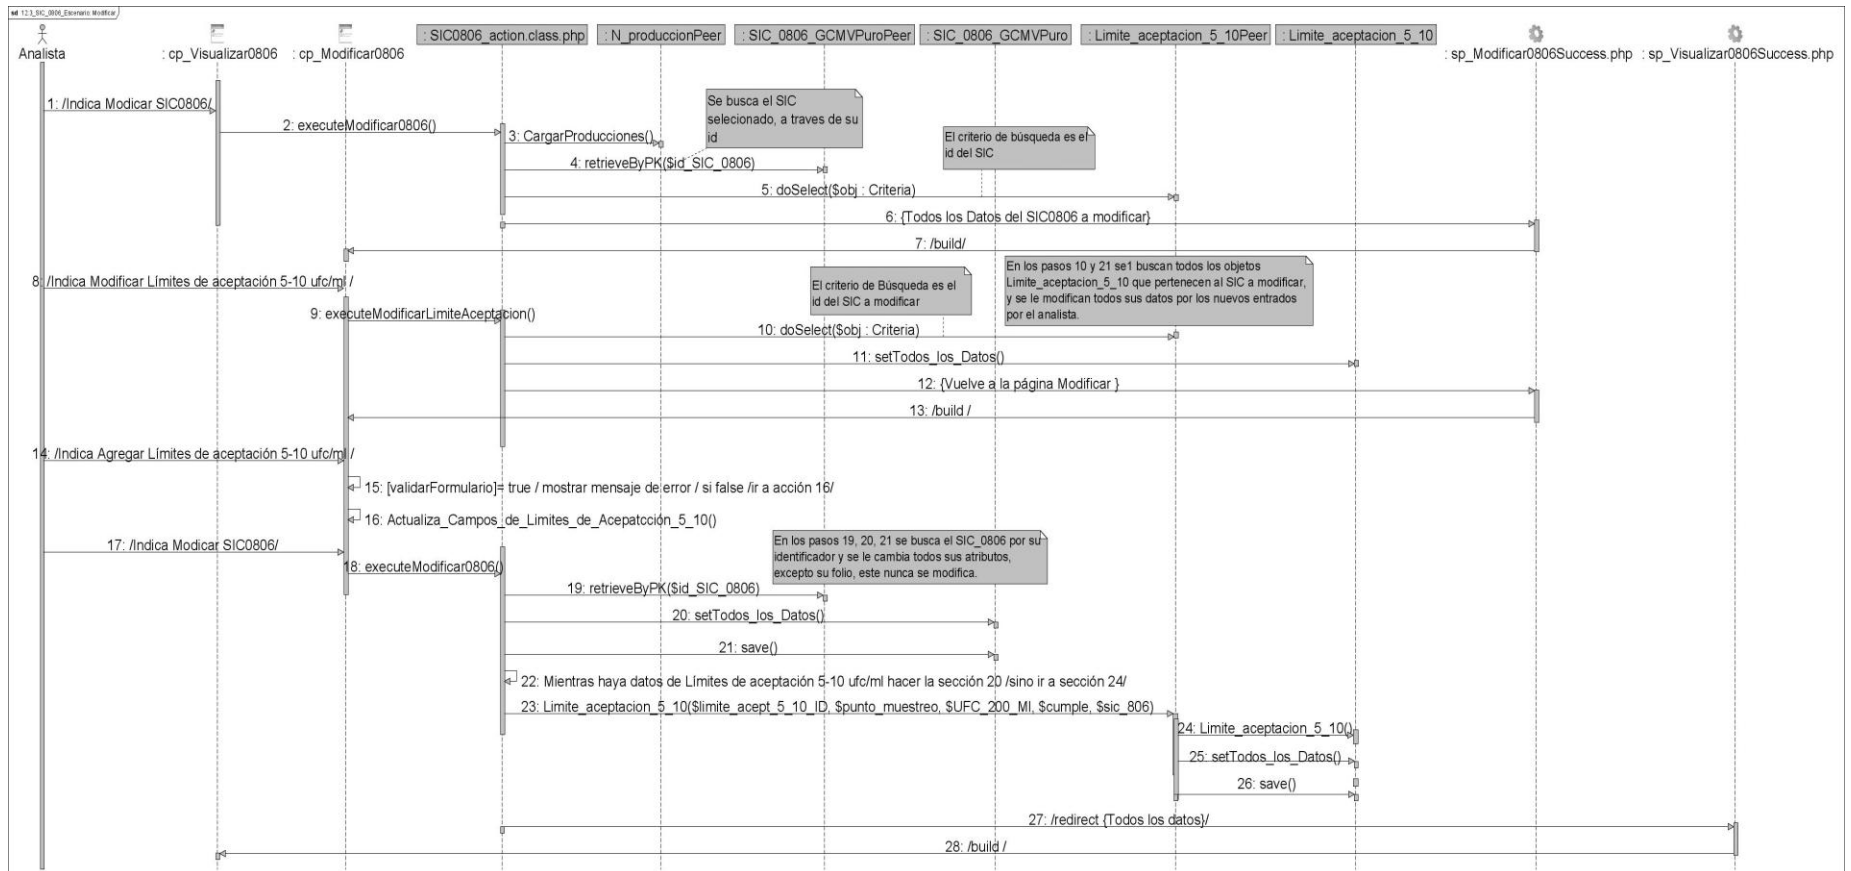 sd 12.3_SIC_0806_Escenario: Modificar
Analista
: cp_Visualizar0806
: cp_Modificar0806
: SIC0806_action.class.php
: N_produccionPeer
: SIC_0806_GCMVPuroPeer
: SIC_0806_GCMVPuro
: Limite_aceptacion_5_10Peer
: Limite_aceptacion_5_10
: sp_Modificar0806Success.php
: sp_Visualizar0806Success.php
1: /Indica Modicar SIC0806/
2: executeModificar0806()
Se busca el SIC
selecionado, a traves de su
id
3: CargarProducciones()
El criterio de búsqueda es el
id del SIC
4: retrieveByPK($id_SIC_0806)
5: doSelect($obj : Criteria)
6: {Todos los Datos del SIC0806 a modificar}
7: /build/
8: /Indica Modificar Límites de aceptación 5-10 ufc/ml /
El criterio de Búsqueda es el
id del SIC a modificar
En los pasos 10 y 21 se1 buscan todos los objetos
Limite_aceptacion_5_10 que pertenecen al SIC a modificar,
y se le modifican todos sus datos por los nuevos entrados
por el analista.
9: executeModificarLimiteAceptacion()
10: doSelect($obj : Criteria)
11: setTodos_los_Datos()
12: {Vuelve a la página Modificar }
13: /build /
14: /Indica Agregar Límites de aceptación 5-10 ufc/ml /
15: [validarFormulario]= true / mostrar mensaje de error / si false /ir a acción 16/
16: Actualiza_Campos_de_Limites_de_Acepatcción_5_10()
17: /Indica Modicar SIC0806/
En los pasos 19, 20, 21 se busca el SIC_0806 por su
identificador y se le cambia todos sus atributos,
excepto su folio, este nunca se modifica.
18: executeModificar0806()
19: retrieveByPK($id_SIC_0806)
20: setTodos_los_Datos()
21: save()
22: Mientras haya datos de Límites de aceptación 5-10 ufc/ml hacer la sección 20 /sino ir a sección 24/
23: Limite_aceptacion_5_10($limite_acept_5_10_ID, $punto_muestreo, $UFC_200_Ml, $cumple, $sic_806)
24: Limite_aceptacion_5_10()
25: setTodos_los_Datos()
26: save()
27: /redirect {Todos los datos}/
28: /build /